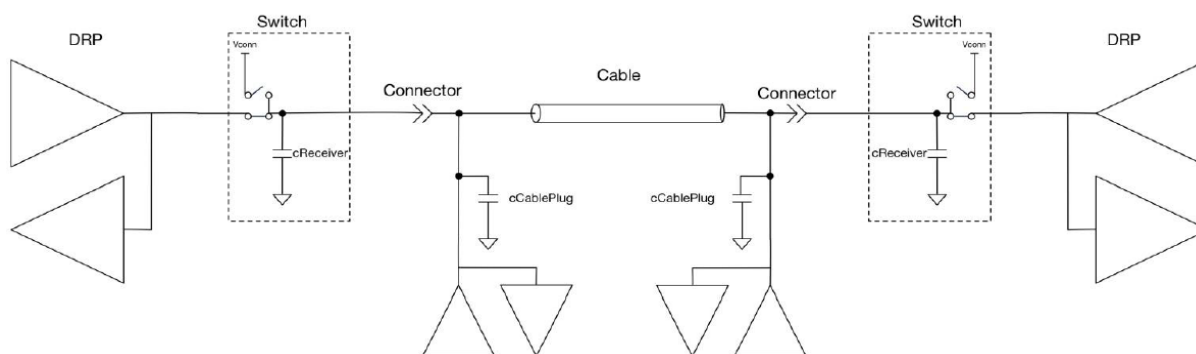 Switch
Switch
DRP
DRP
Vconn
Vconn
Cable
Connector
Connector
cReceiver
cReceiver
cCablePlug
cCablePlug